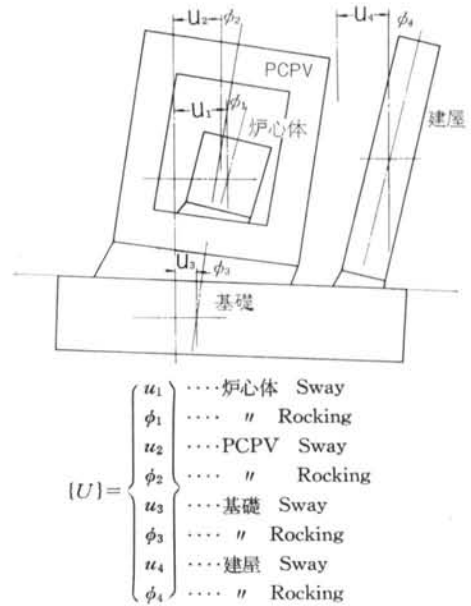 u₂ ϕ₂ u₄ ϕ₄
PCPV
建屋
u₁ ϕ₁
炉心体
u₃ ϕ₃
基礎
{U}=
u₁ ····炉心体 Sway
ϕ₁ ···· 〃 Rocking
u₂ ····PCPV Sway
ϕ₂ ···· 〃 Rocking
u₃ ····基礎 Sway
ϕ₃ ···· 〃 Rocking
u₄ ····建屋 Sway
ϕ₄ ···· 〃 Rocking